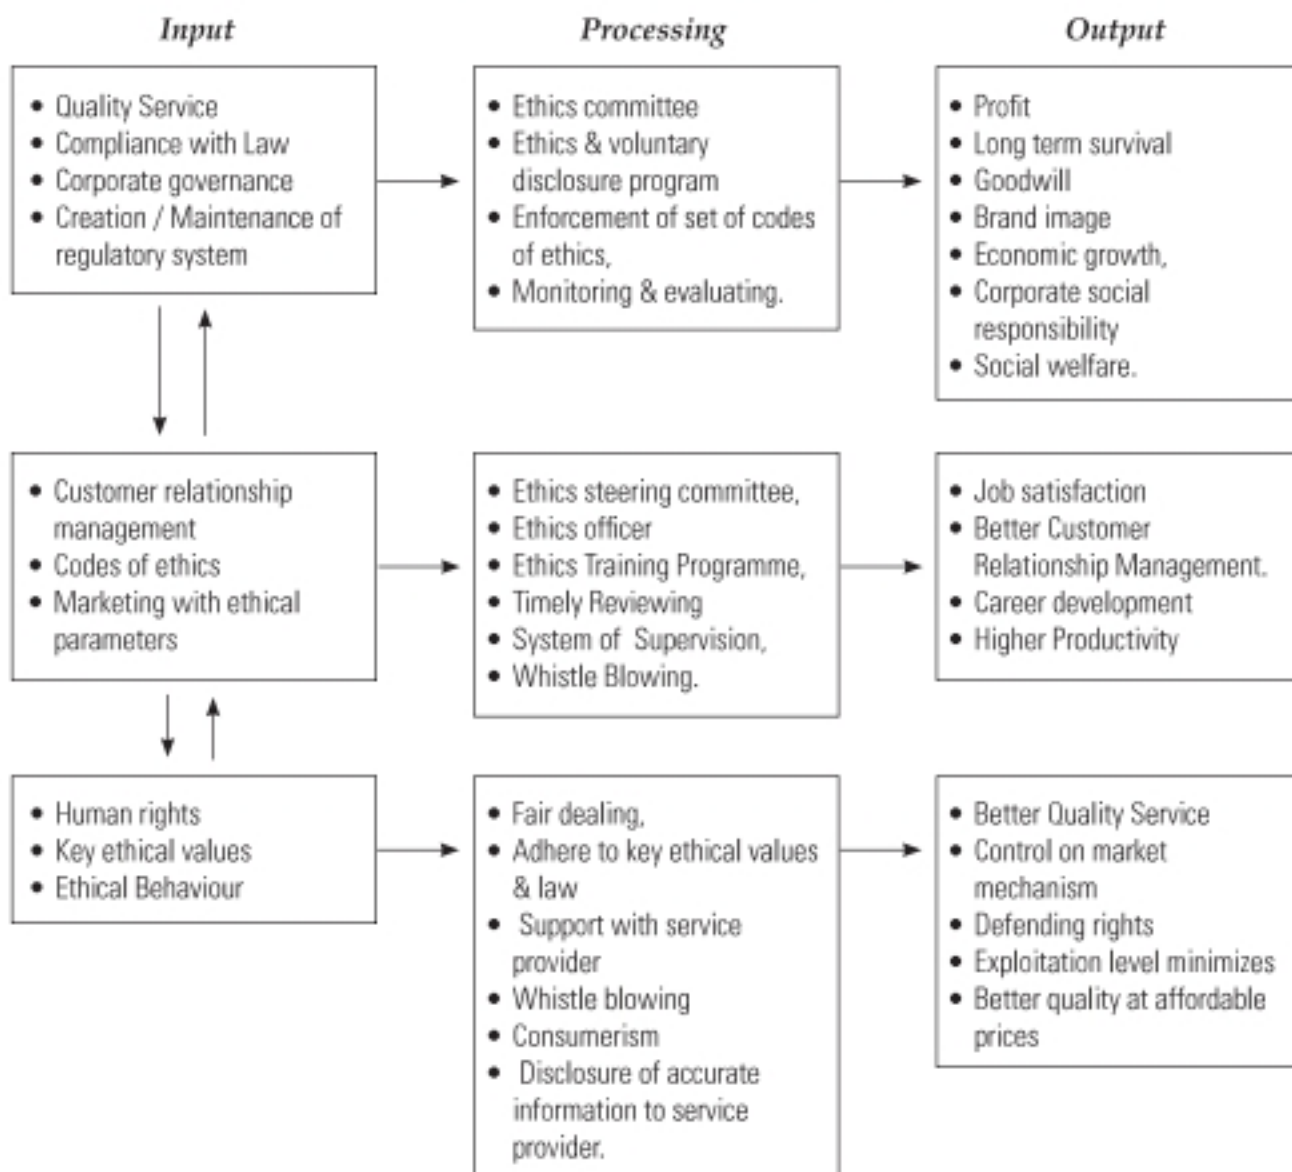 Input
Processing
Output
• Quality Service
• Compliance with Law
• Corporate governance
• Creation / Maintenance of
regulatory system
• Ethics committee
• Ethics & voluntary
disclosure program
• Enforcement of set of codes
of ethics,
• Monitoring & evaluating.
• Profit
• Long term survival
• Goodwill
• Brand image
• Economic growth,
• Corporate social
responsibility
• Social welfare.
• Customer relationship
management
• Codes of ethics
• Marketing with ethical
parameters
• Ethics steering committee,
• Ethics officer
• Ethics Training Programme,
• Timely Reviewing
• System of Supervision,
• Whistle Blowing.
• Job satisfaction
• Better Customer
Relationship Management.
• Career development
• Higher Productivity
• Human rights
• Key ethical values
• Ethical Behaviour
• Fair dealing,
• Adhere to key ethical values
& law
• Support with service
provider
• Whistle blowing
• Consumerism
• Disclosure of accurate
information to service
provider.
• Better Quality Service
• Control on market
mechanism
• Defending rights
• Exploitation level minimizes
• Better quality at affordable
prices